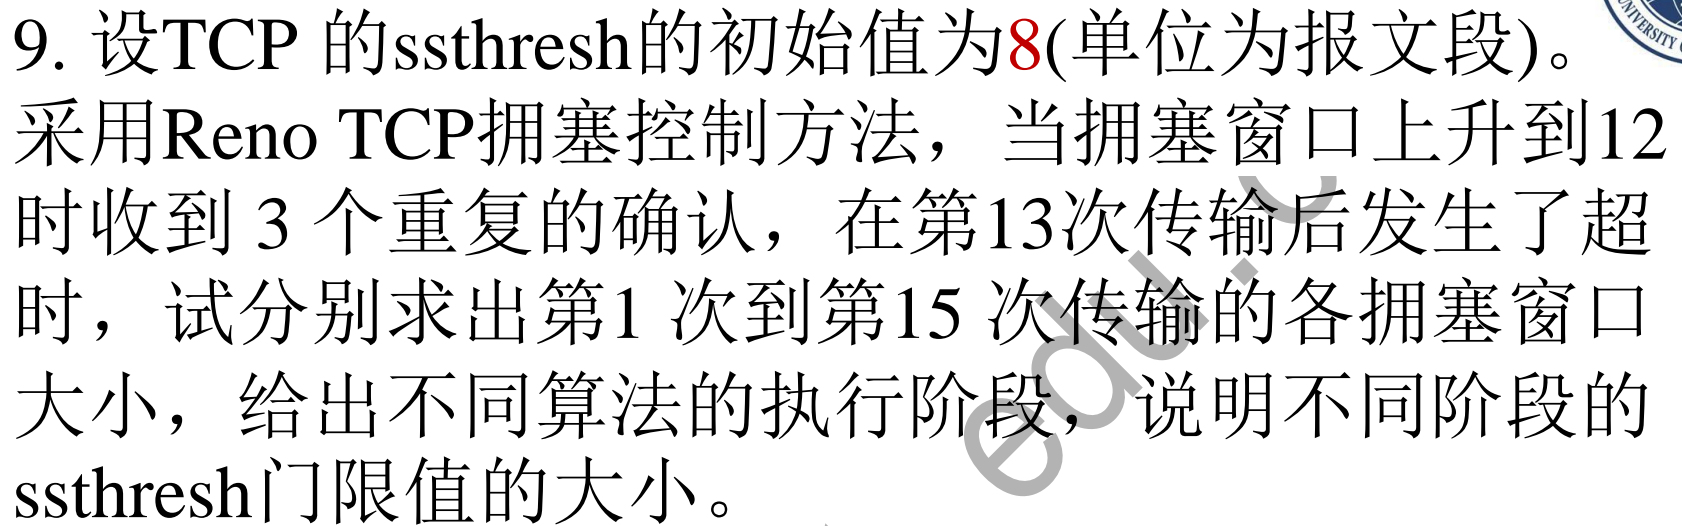 9. 设TCP 的ssthresh的初始值为8(单位为报文段)。
采用Reno TCP拥塞控制方法，当拥塞窗口上升到12
时收到 3 个重复的确认，在第13次传输后发生了超
时，试分别求出第1 次到第15 次传输的各拥塞窗口
大小，给出不同算法的执行阶段，说明不同阶段的
ssthresh门限值的大小。
edu.c
UNIVERSITY